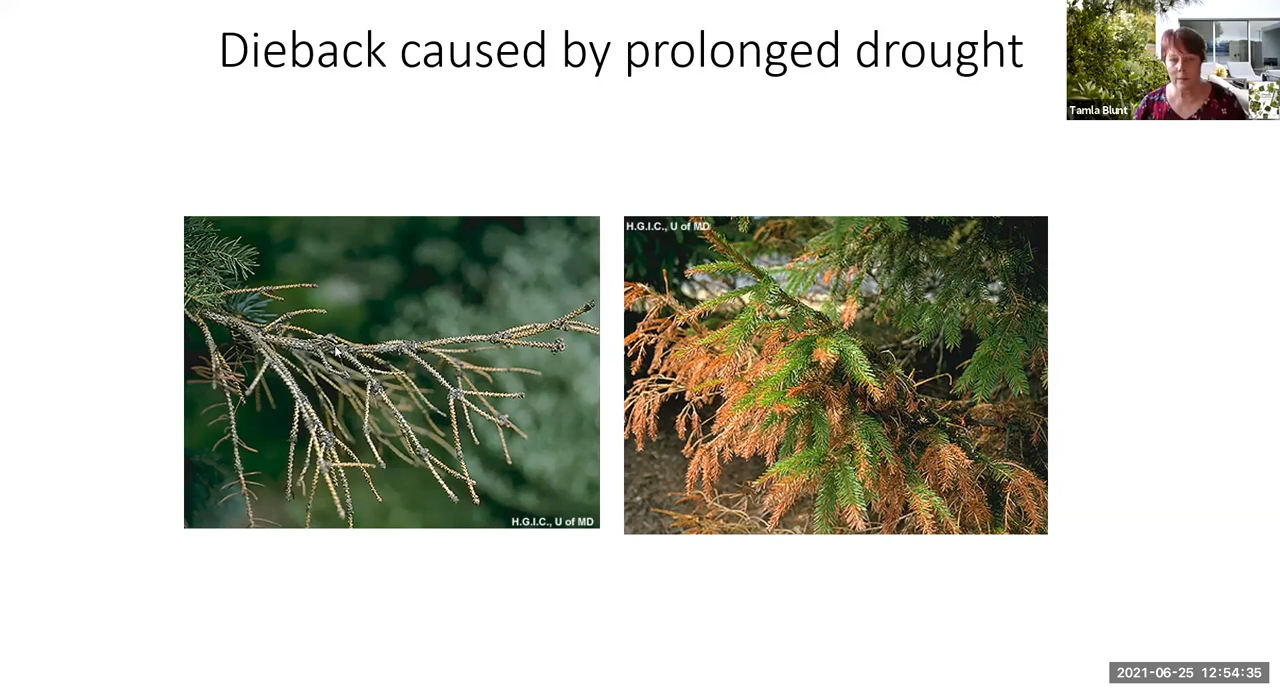 Dieback caused by prolonged drought
Tamla Blunt
H.G.I.C., U of MD
H.G.I.C., U of MD
2021-06-25 12:54:35